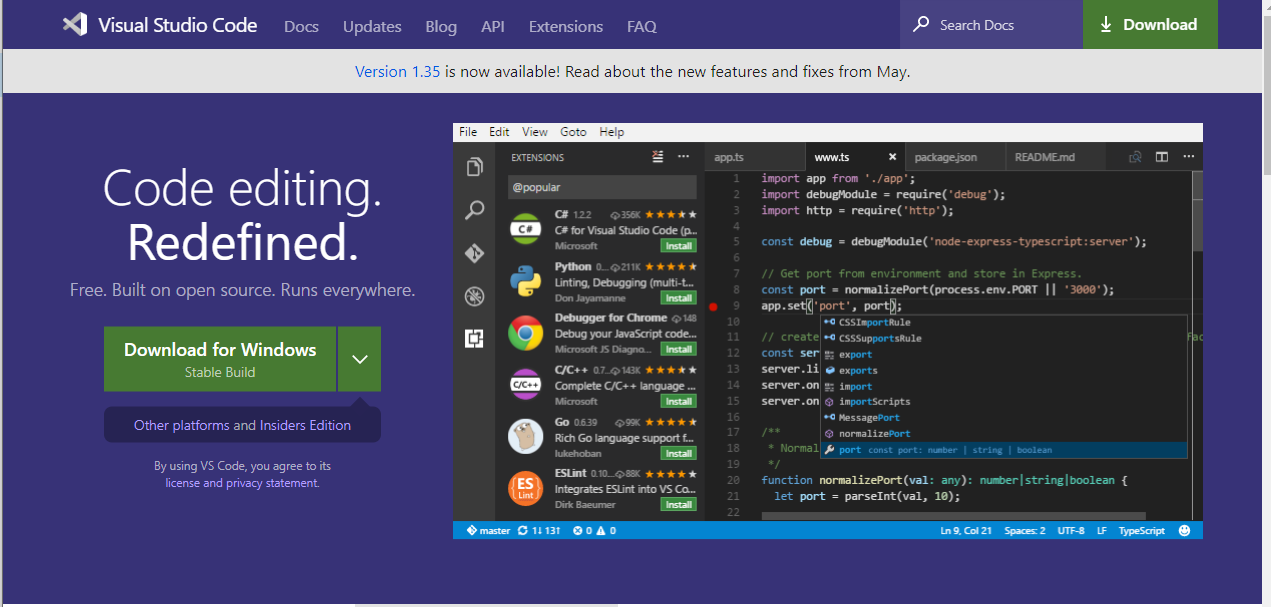 Visual Studio Code Docs Updates Blog API Extensions FAQ Search Docs Download
Version 1.35 is now available! Read about the new features and fixes from May.
Code editing.
Redefined.
Free. Built on open source. Runs everywhere.
Download for Windows
Stable Build
Other platforms and Insiders Edition
By using VS Code, you agree to its
license and privacy statement.
File Edit View Goto Help
EXTENSIONS
@popular
C# 1.2.2 356K
C# for Visual Studio Code (p...
Microsoft Install
Python 0... 211K
Linting, Debugging (multi-t...
Don Jayamanne Install
Debugger for Chrome 148
Debug your JavaScript code...
Microsoft JS Diagno... Install
C/C++ 0.7... 143K
Complete C/C++ language ...
Microsoft Install
Go 0.6.39 99K
Rich Go language support f...
lukehoban Install
ESLint 0.10... 88K
Integrates ESLint into VS Co...
Dirk Baeumer Install
C#
C/C++
ES
Lint
app.ts www.ts package.json README.md
1 import app from './app';
2 import debugModule = require('debug');
3 import http = require('http');
4
5 const debug = debugModule('node-express-typescript:server');
6
7 // Get port from environment and store in Express.
8 const port = normalizePort(process.env.PORT || '3000');
9 app.set('port', port);
10
11 // create
12 const ser
13 server.li
14 server.on
15 server.on
16
17 /**
18 * Normal
19 */
20 function normalizePort(val: any): number|string|boolean {
21 let port = parseInt(val, 10);
22
CSSImportRule
CSSSupportsRule
export
exports
import
importScripts
MessagePort
normalizePort
port const port: number | string | boolean
master 1↓ 13↑ 0 0 Ln 9, Col 21 Spaces: 2 UTF-8 LF TypeScript